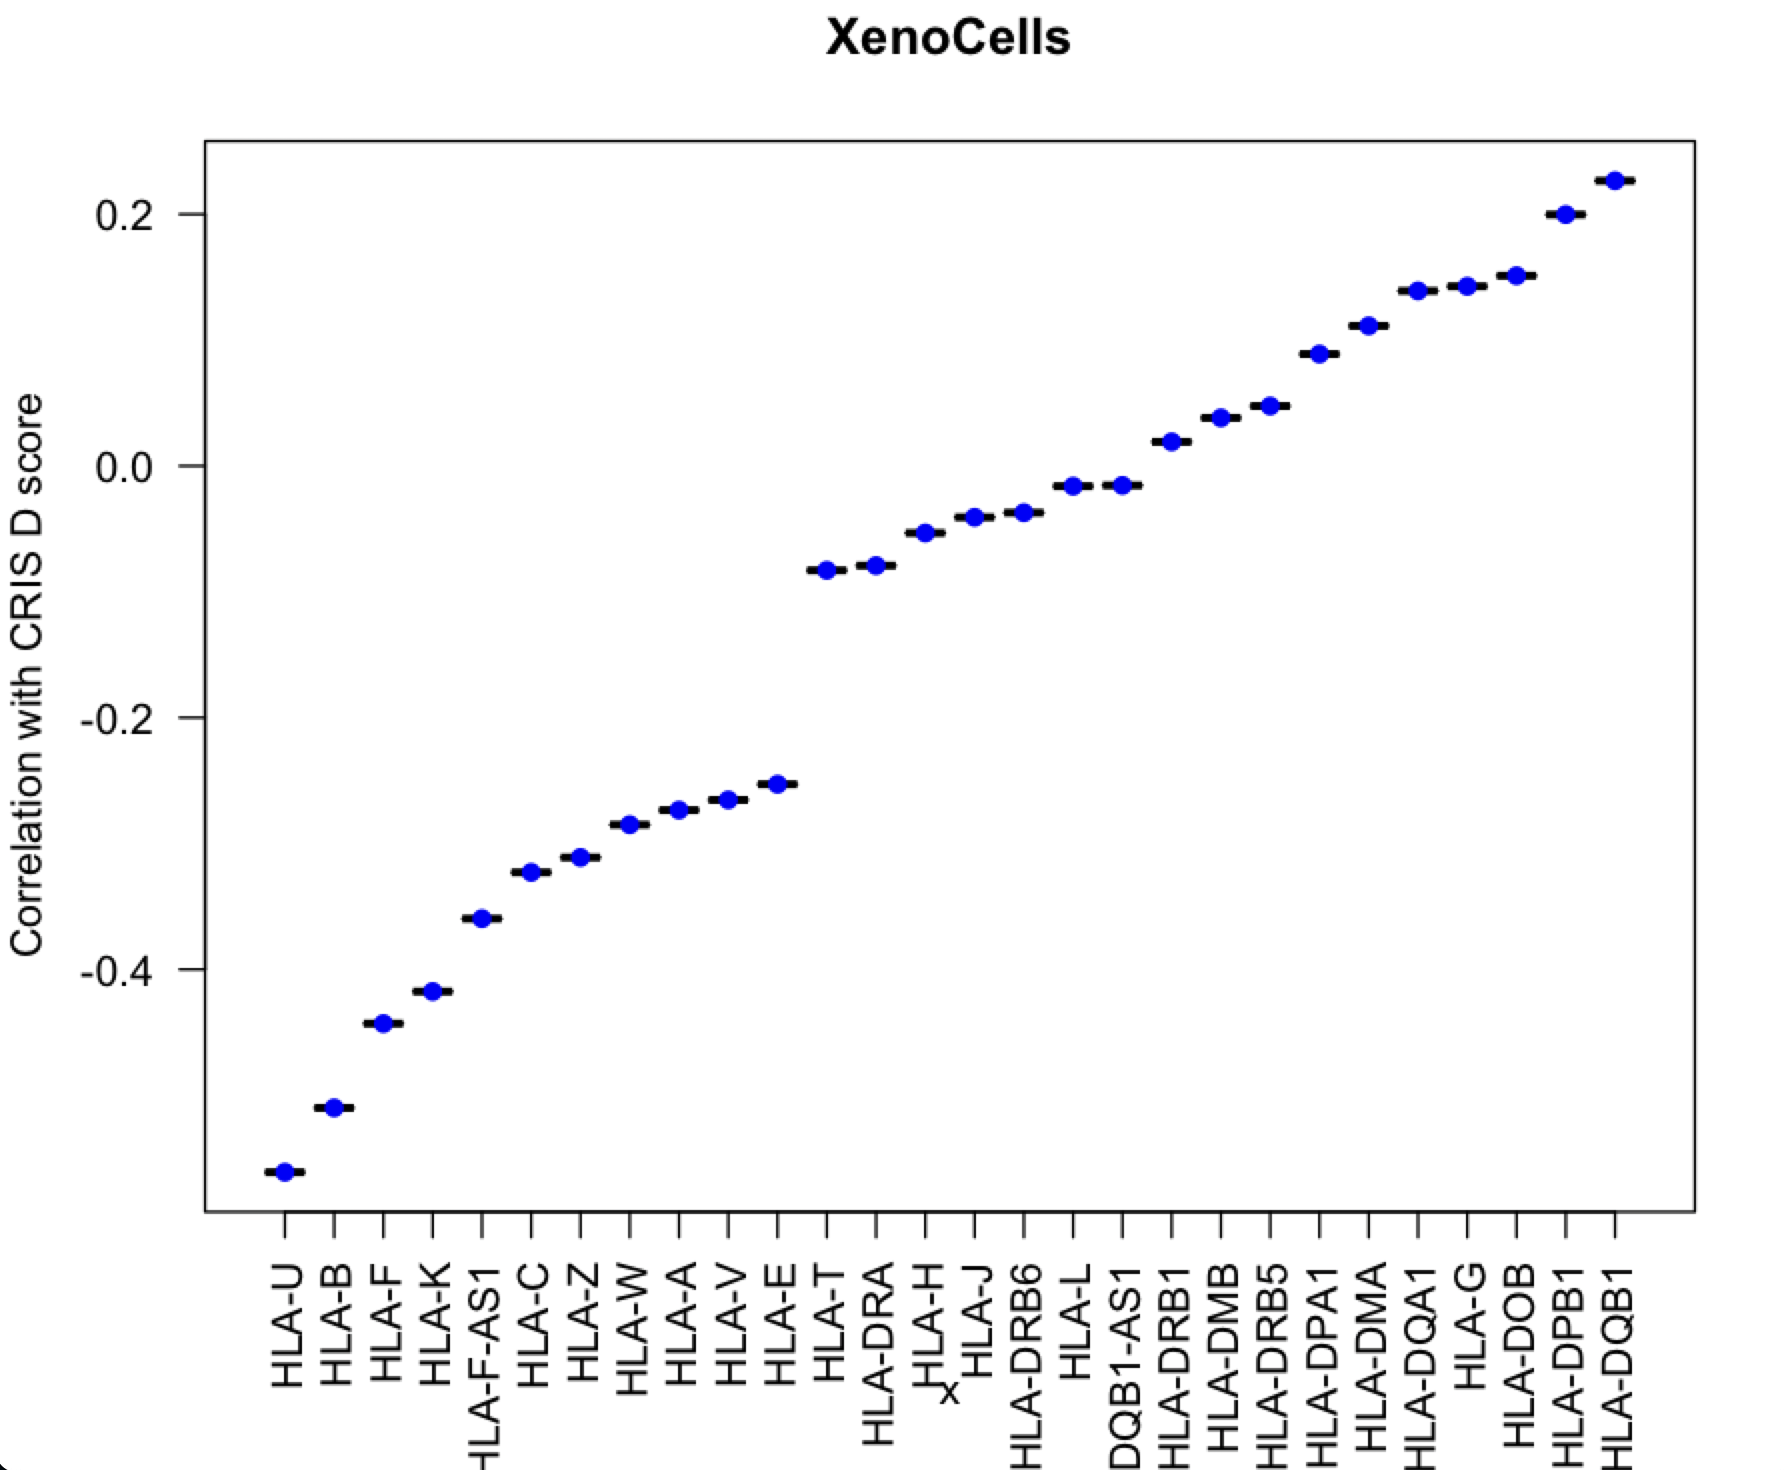 XenoCells
Correlation with CRIS D score
0.2
0.0
-0.2
-0.4
HLA-U
HLA-B
HLA-F
HLA-K
HLA-F-AS1
HLA-C
HLA-Z
HLA-W
HLA-A
HLA-V
HLA-E
HLA-T
HLA-DRA
HLA-H
HLA-J
HLA-DRB6
HLA-L
DQB1-AS1
HLA-DRB1
HLA-DMB
HLA-DRB5
HLA-DPA1
HLA-DMA
HLA-DQA1
HLA-G
HLA-DOB
HLA-DPB1
HLA-DQB1
x